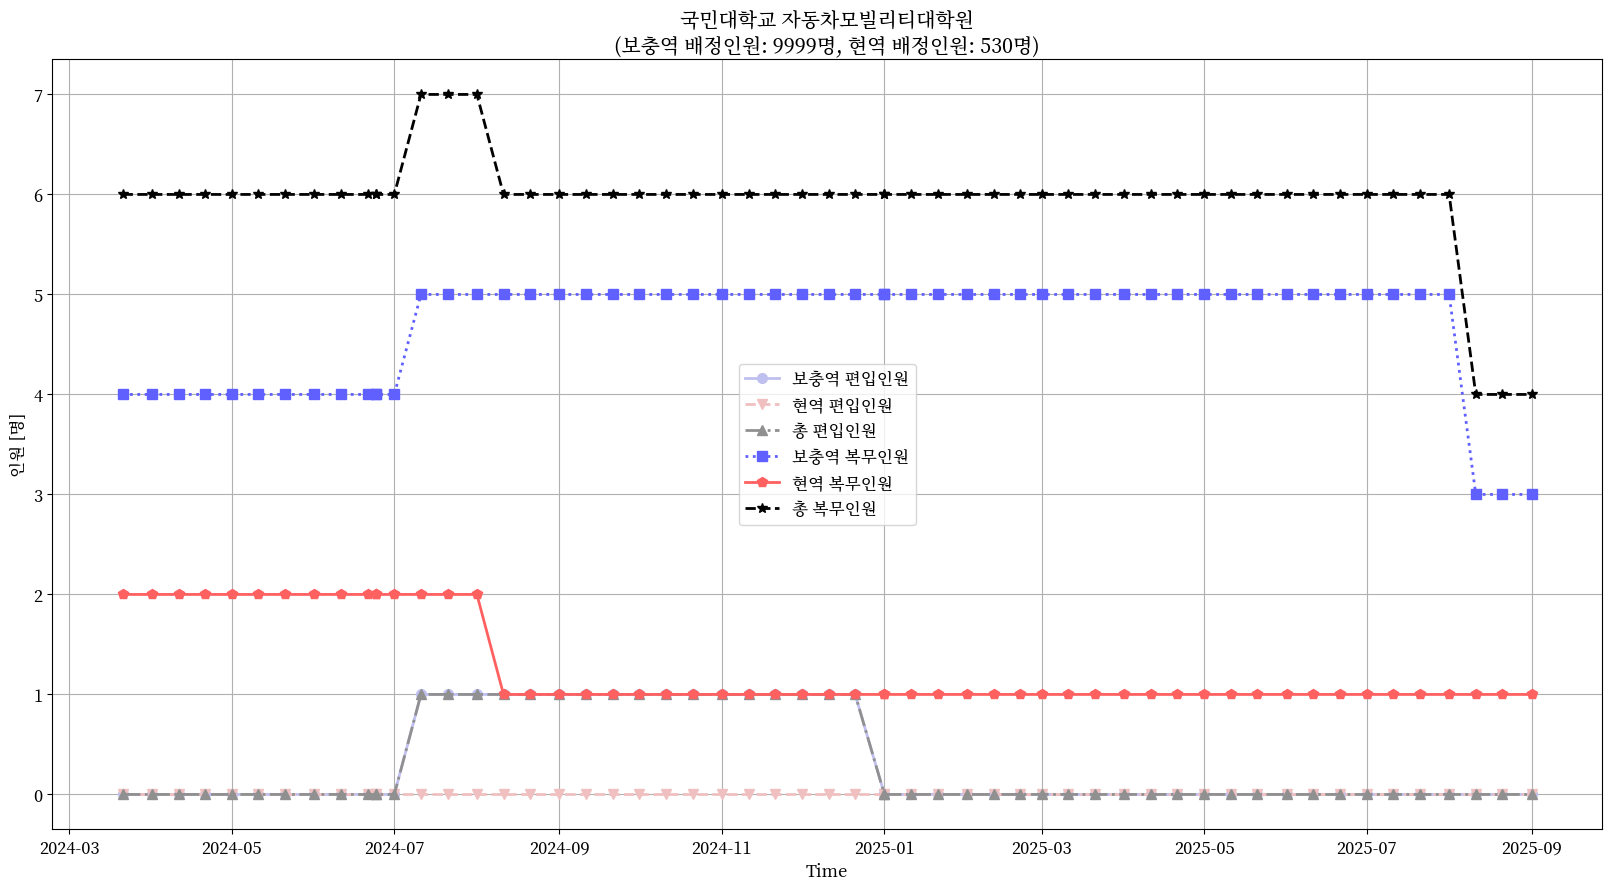 국민대학교 자동차모빌리티대학원
(보충역 배정인원: 9999명, 현역 배정인원: 530명)
인원 [명]
7
6
5
4
3
2
1
0
보충역 편입인원
현역 편입인원
총 편입인원
보충역 복무인원
현역 복무인원
총 복무인원
2024-03
2024-05
2024-07
2024-09
2024-11
2025-01
2025-03
2025-05
2025-07
2025-09
Time